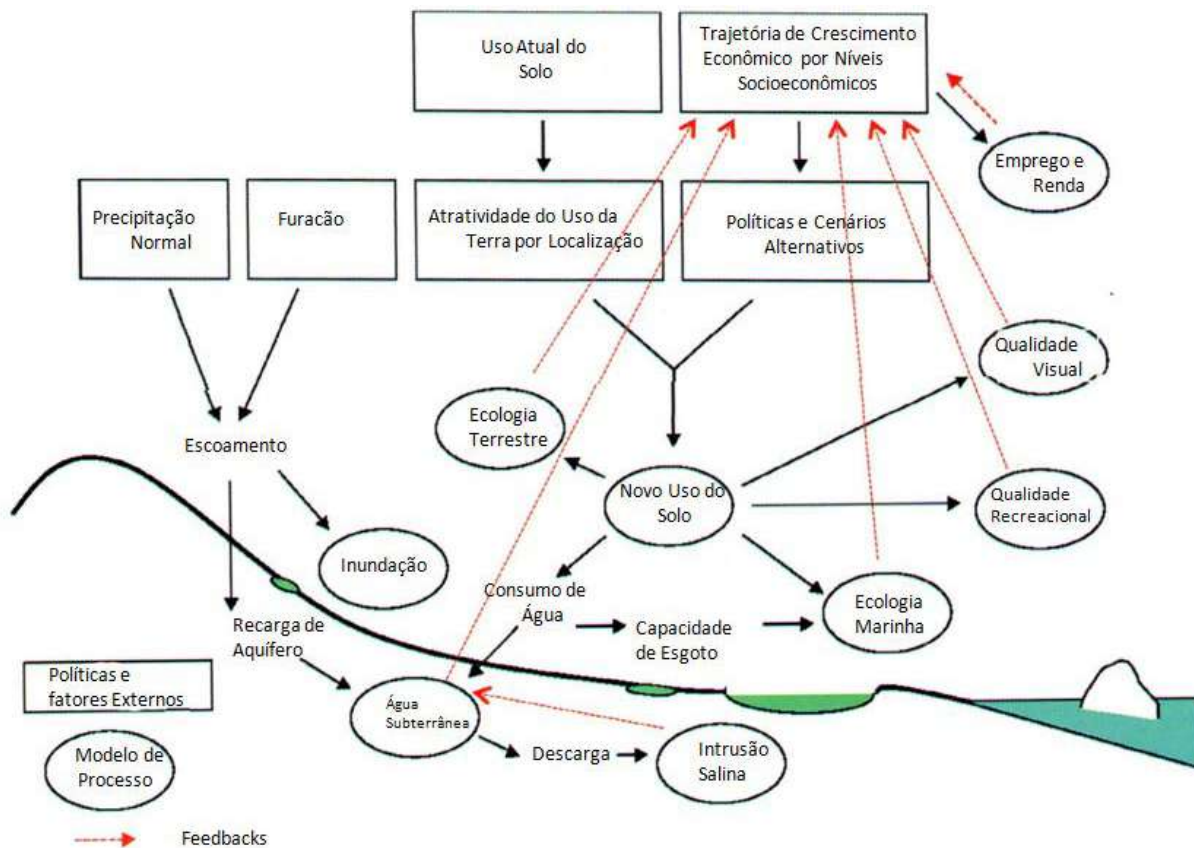 Uso Atual do
Solo
Trajetória de Crescimento
Econômico por Níveis
Socioeconômicos
Emprego e
Renda
Precipitação
Normal
Furacão
Atratividade do Uso da
Terra por Localização
Políticas e Cenários
Alternativos
Qualidade
Visual
Ecologia
Terrestre
Escoamento
Novo Uso do
Solo
Qualidade
Recreacional
Inundação
Consumo de
Água
Ecologia
Marinha
Recarga de
Aquífero
Capacidade
de Esgoto
Políticas e
fatores Externos
Água
Subterrânea
Descarga
Intrusão
Salina
Modelo de
Processo
Feedbacks